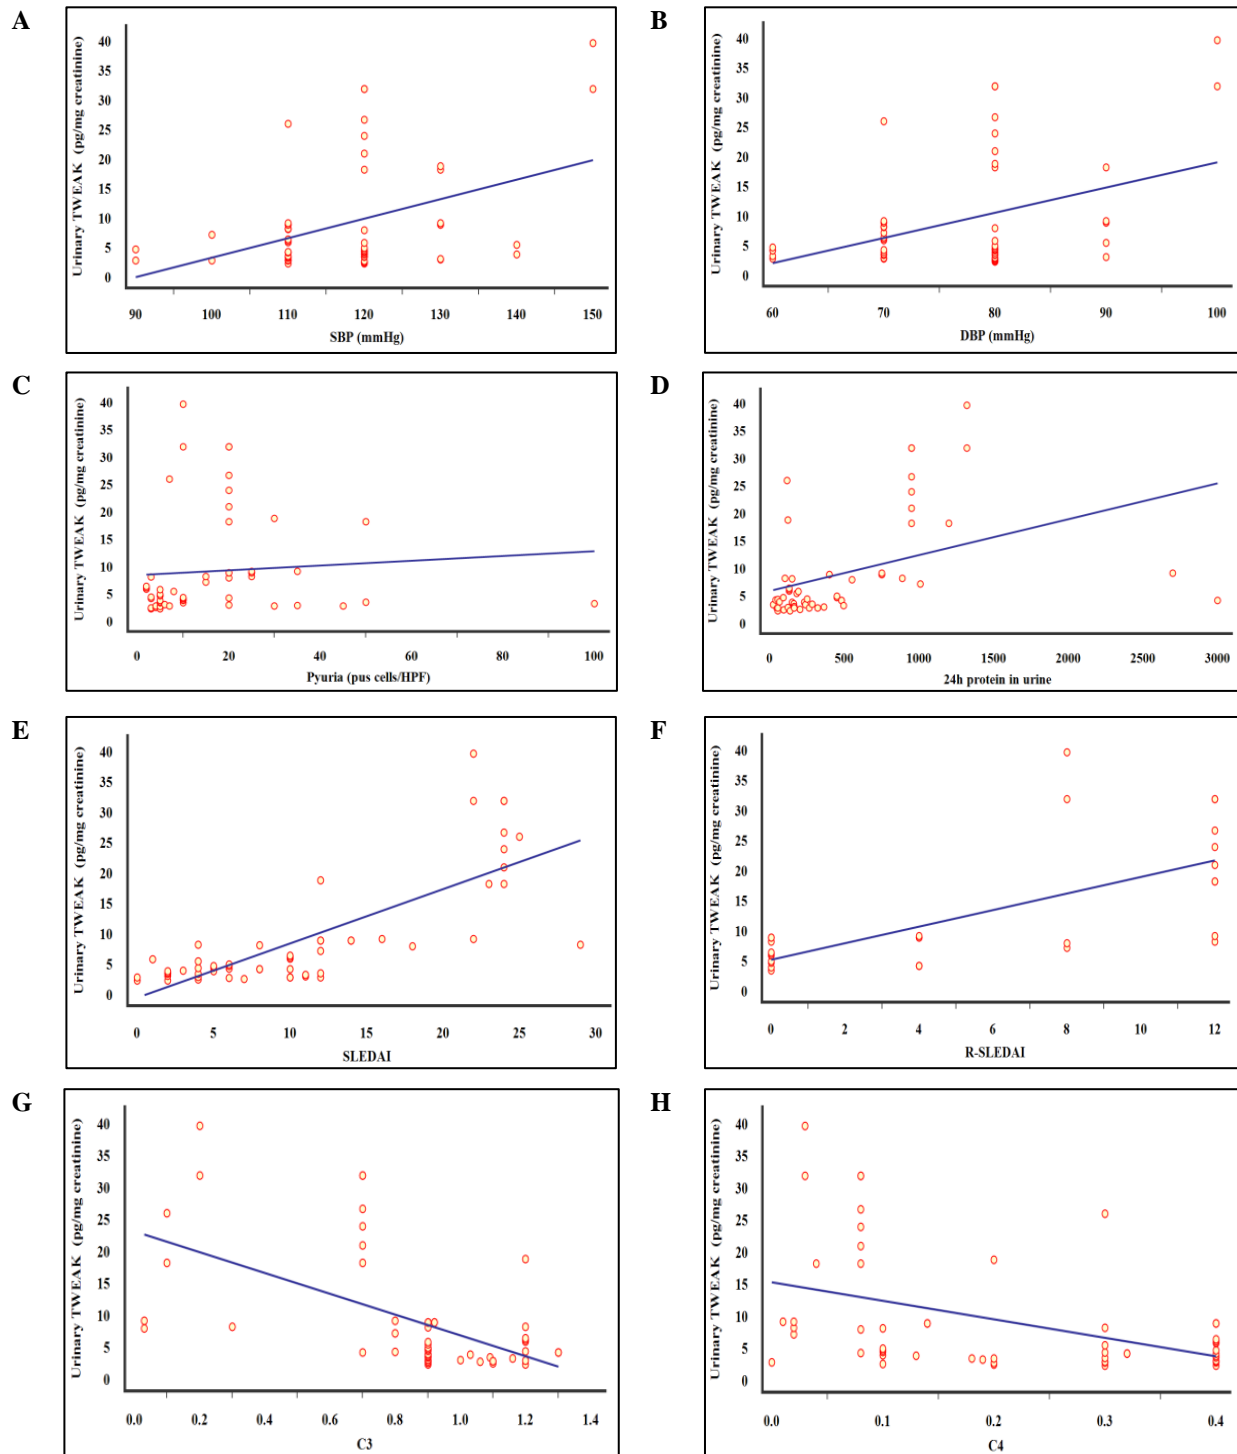 A
Urinary TWEAK (pg/mg creatinine)
40
35
30
25
20
15
10
5
0
90 100 110 120 130 140 150
SBP (mmHg)
B
Urinary TWEAK (pg/mg creatinine)
40
35
30
25
20
15
10
5
0
60 70 80 90 100
DBP (mmHg)
C
Urinary TWEAK (pg/mg creatinine)
40
35
30
25
20
15
10
5
0
0 20 40 60 80 100
Pyuria (pus cells/HPF)
D
Urinary TWEAK (pg/mg creatinine)
40
35
30
25
20
15
10
5
0
0 500 1000 1500 2000 2500 3000
24h protein in urine
E
Urinary TWEAK (pg/mg creatinine)
40
35
30
25
20
15
10
5
0
0 5 10 15 20 25 30
SLEDAI
F
Urinary TWEAK (pg/mg creatinine)
40
35
30
25
20
15
10
5
0
0 2 4 6 8 10 12
R-SLEDAI
G
Urinary TWEAK (pg/mg creatinine)
40
35
30
25
20
15
10
5
0
0.0 0.2 0.4 0.6 0.8 1.0 1.2 1.4
C3
H
Urinary TWEAK (pg/mg creatinine)
40
35
30
25
20
15
10
5
0
0.0 0.1 0.2 0.3 0.4
C4